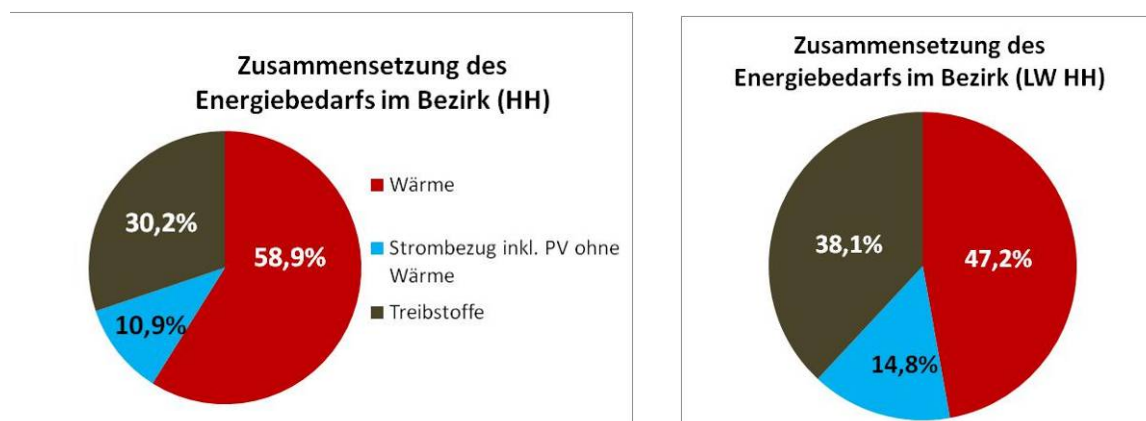 Zusammensetzung des
Energiebedarfs im Bezirk (HH)
30,2%
58,9%
10,9%
Wärme
Strombezug inkl. PV ohne
Wärme
Treibstoffe
Zusammensetzung des
Energiebedarfs im Bezirk (LW HH)
38,1%
47,2%
14,8%